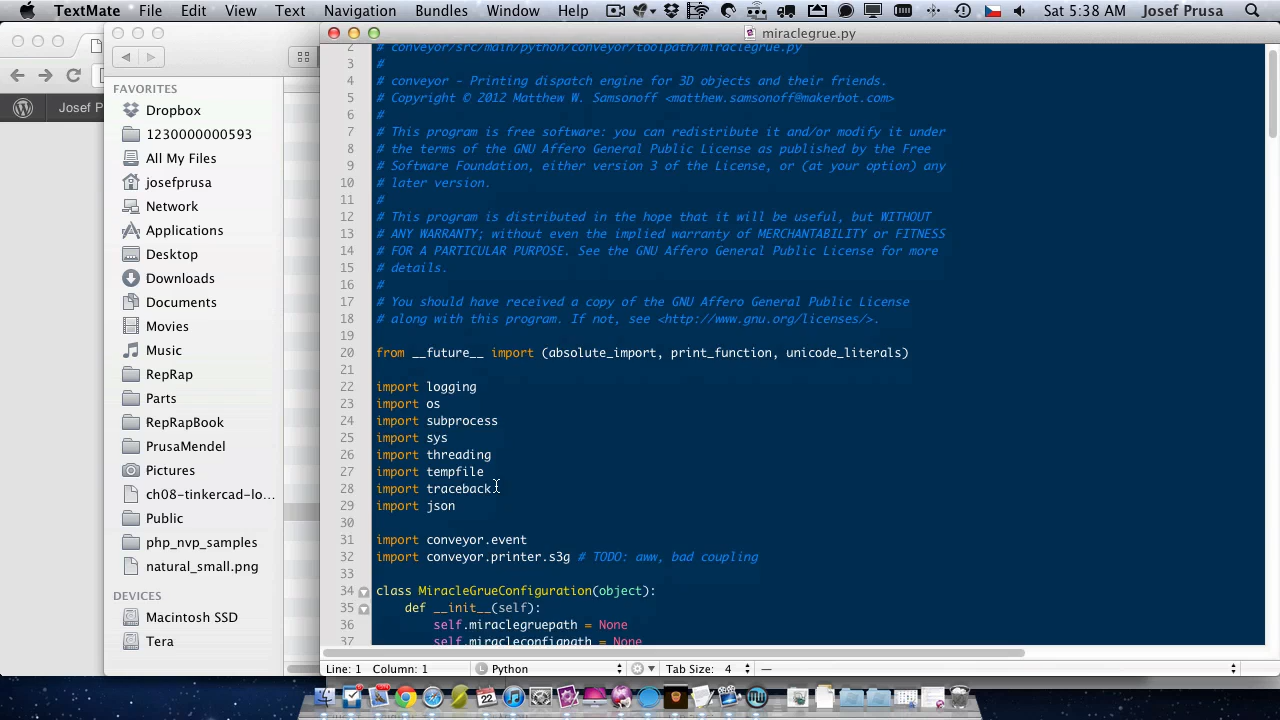 TextMate File Edit View Text Navigation Bundles Window Help Sat 5:38 AM Josef Prusa
miraclegrue.py
Josef P
FAVORITES
Dropbox
1230000000593
All My Files
josefprusa
Network
Applications
Desktop
Downloads
Documents
Movies
Music
RepRap
Parts
RepRapBook
PrusaMendel
Pictures
ch08-tinkercad-lo...
Public
php_nvp_samples
natural_small.png
DEVICES
Macintosh SSD
Tera
2 # conveyor/src/main/python/conveyor/toolpath/miraclegrue.py
3 #
4 # conveyor - Printing dispatch engine for 3D objects and their friends.
5 # Copyright © 2012 Matthew W. Samsonoff <matthew.samsonoff@makerbot.com>
6 #
7 # This program is free software: you can redistribute it and/or modify it under
8 # the terms of the GNU Affero General Public License as published by the Free
9 # Software Foundation, either version 3 of the License, or (at your option) any
10 # later version.
11 #
12 # This program is distributed in the hope that it will be useful, but WITHOUT
13 # ANY WARRANTY; without even the implied warranty of MERCHANTABILITY or FITNESS
14 # FOR A PARTICULAR PURPOSE. See the GNU Affero General Public License for more
15 # details.
16 #
17 # You should have received a copy of the GNU Affero General Public License
18 # along with this program. If not, see <http://www.gnu.org/licenses/>.
19
20 from __future__ import (absolute_import, print_function, unicode_literals)
21
22 import logging
23 import os
24 import subprocess
25 import sys
26 import threading
27 import tempfile
28 import traceback
29 import json
30
31 import conveyor.event
32 import conveyor.printer.s3g # TODO: aww, bad coupling
33
34 class MiracleGrueConfiguration(object):
35 def __init__(self):
36 self.miraclegruepath = None
37 self.miracleconfigpath = None
Line: 1 Column: 1 L Python Tab Size: 4 —